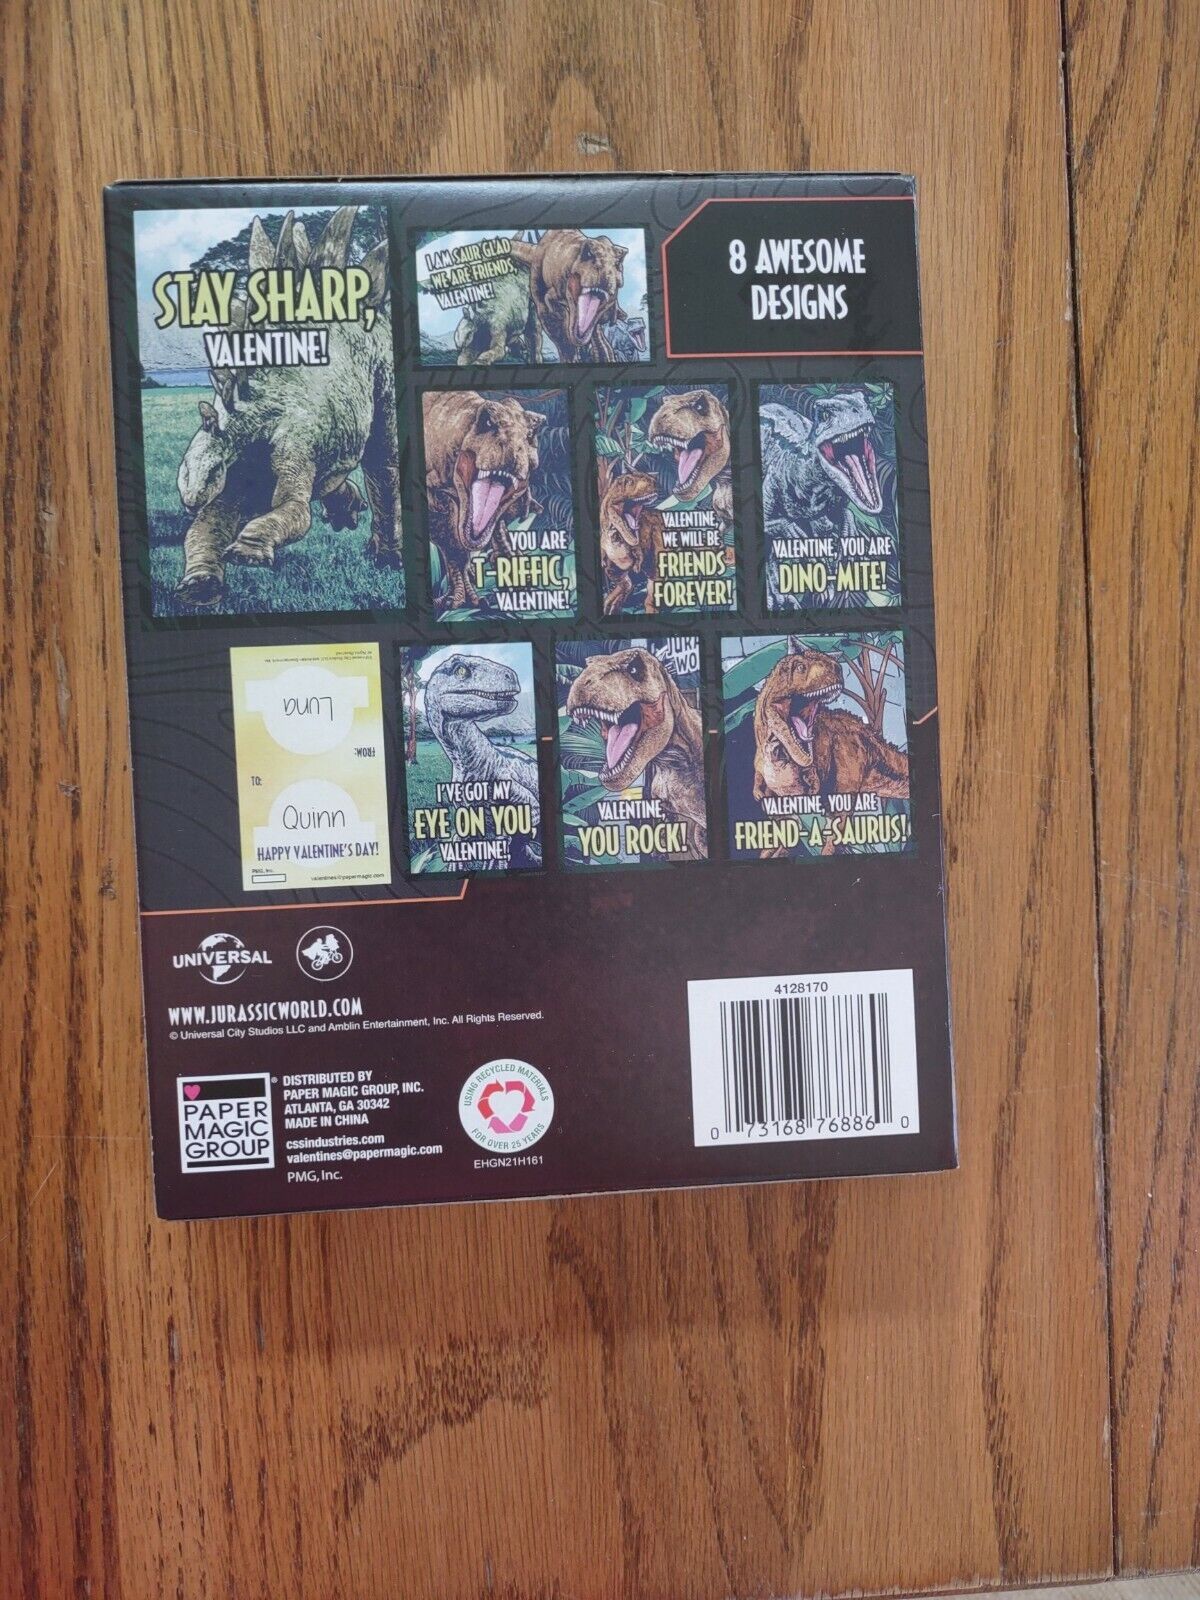 STAY SHARP,
VALENTINE!
I AM SAUR GLAD
WE ARE FRIENDS,
VALENTINE!
8 AWESOME
DESIGNS
YOU ARE
T-RIFFIC,
VALENTINE!
VALENTINE,
WE WILL BE
FRIENDS
FOREVER!
VALENTINE, YOU ARE
DINO-MITE!
Luna
FROM:
TO:
Quinn
HAPPY VALENTINE'S DAY!
PMG, Inc.
valentines@papermagic.com
I'VE GOT MY
EYE ON YOU,
VALENTINE!
JUR
WO
VALENTINE,
YOU ROCK!
VALENTINE, YOU ARE
FRIEND-A-SAURUS!
UNIVERSAL
WWW.JURASSICWORLD.COM
© Universal City Studios LLC and Amblin Entertainment, Inc. All Rights Reserved.
PAPER
MAGIC
GROUP
®
DISTRIBUTED BY
PAPER MAGIC GROUP, INC.
ATLANTA, GA 30342
MADE IN CHINA
cssindustries.com
valentines@papermagic.com
PMG, Inc.
USING RECYCLED MATERIALS
FOR OVER 25 YEARS
EHGN21H161
4128170
0 73168 76886 0